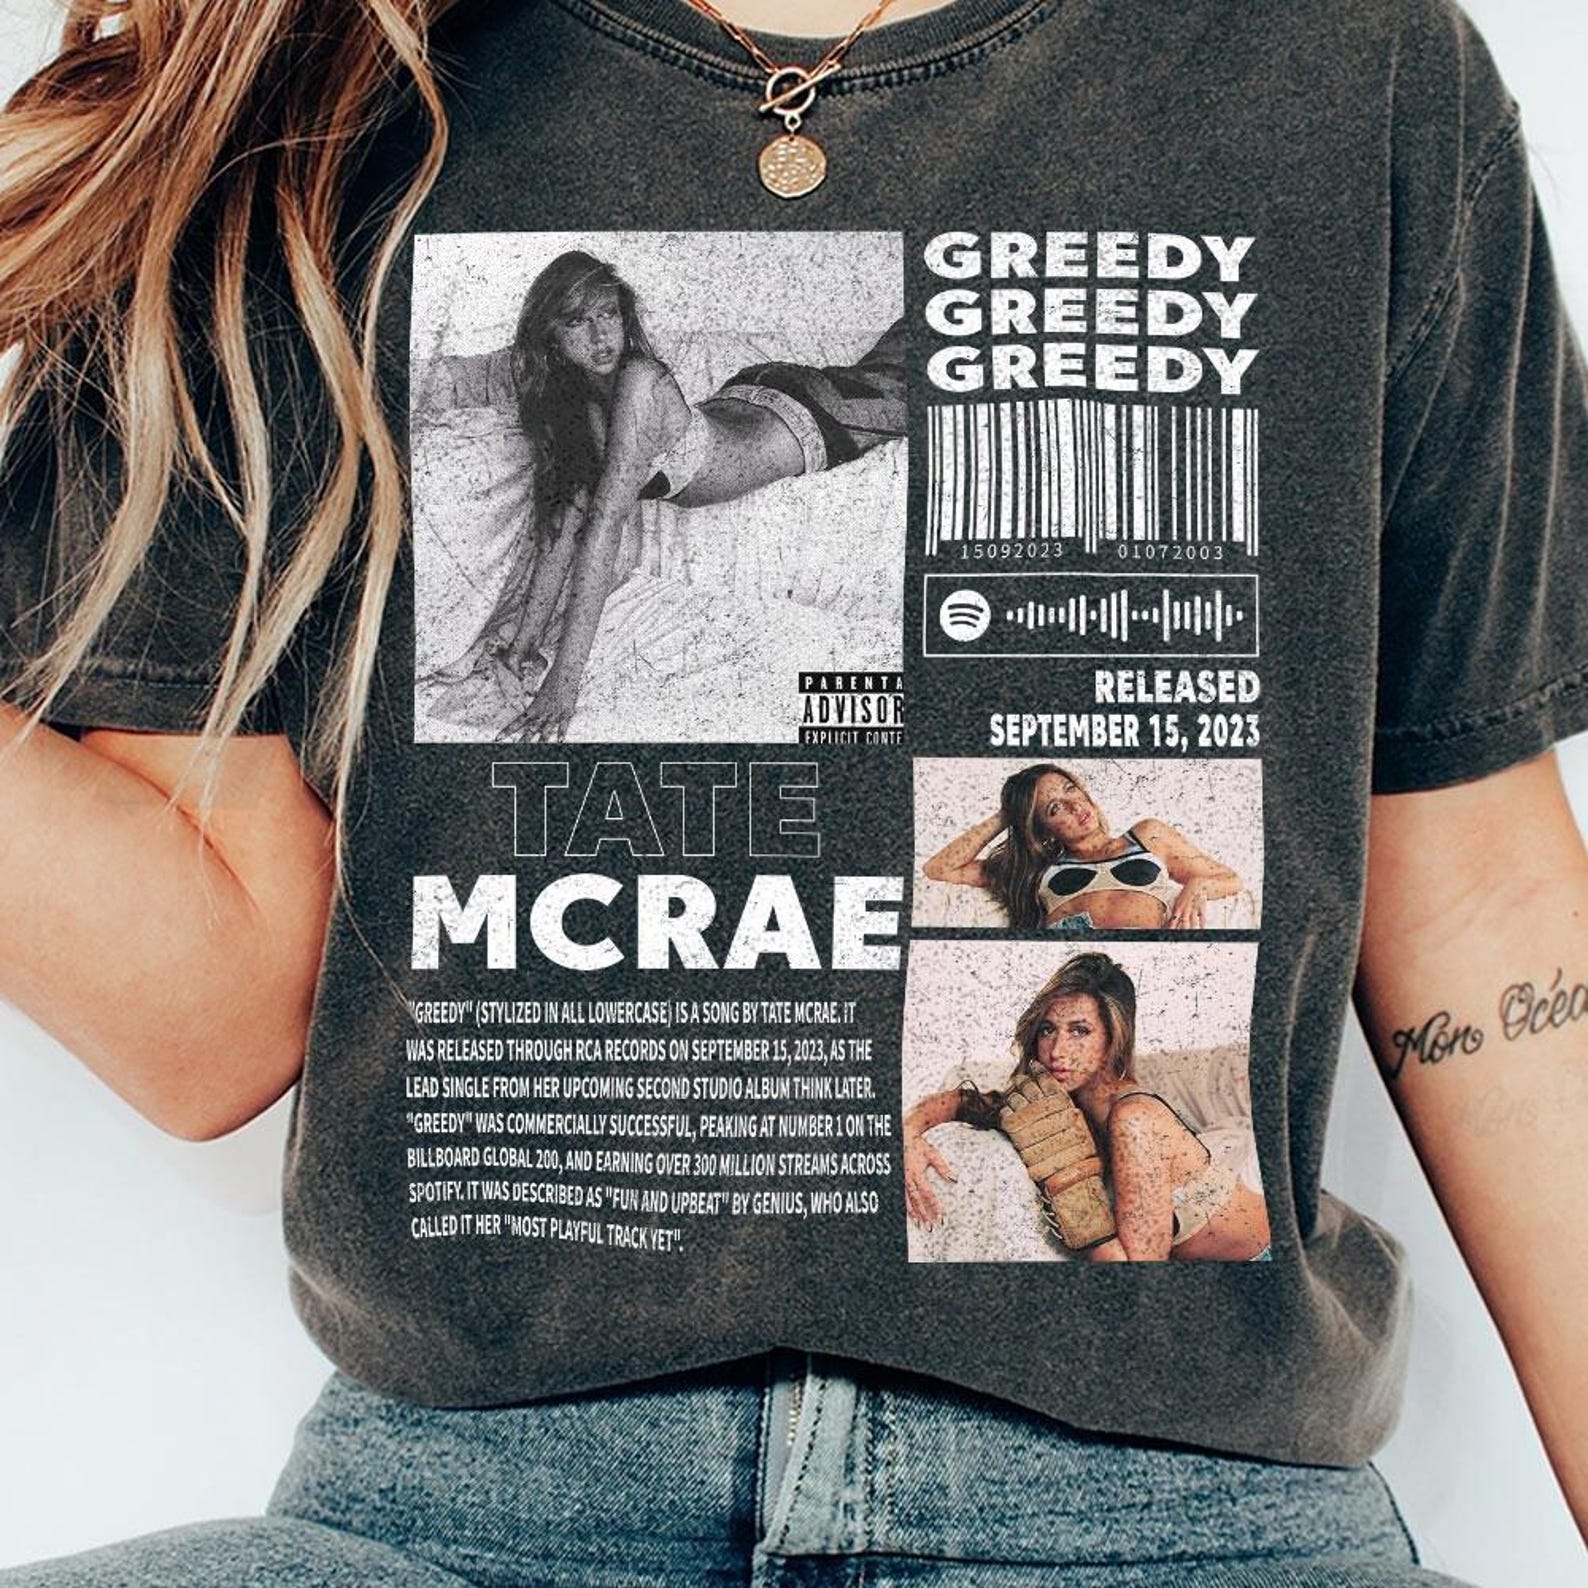 GREEDY
GREEDY
GREEDY
15092023 01072003
RELEASED
SEPTEMBER 15, 2023
PARENTA
ADVISOR
EXPLICIT CONTE
TATE
MCRAE
"GREEDY" (STYLIZED IN ALL LOWERCASE) IS A SONG BY TATE MCRAE. IT
WAS RELEASED THROUGH RCA RECORDS ON SEPTEMBER 15, 2023, AS THE
LEAD SINGLE FROM HER UPCOMING SECOND STUDIO ALBUM THINK LATER.
"GREEDY" WAS COMMERCIALLY SUCCESSFUL, PEAKING AT NUMBER 1 ON THE
BILLBOARD GLOBAL 200, AND EARNING OVER 300 MILLION STREAMS ACROSS
SPOTIFY. IT WAS DESCRIBED AS "FUN AND UPBEAT" BY GENIUS, WHO ALSO
CALLED IT HER "MOST PLAYFUL TRACK YET".
Mon Océa